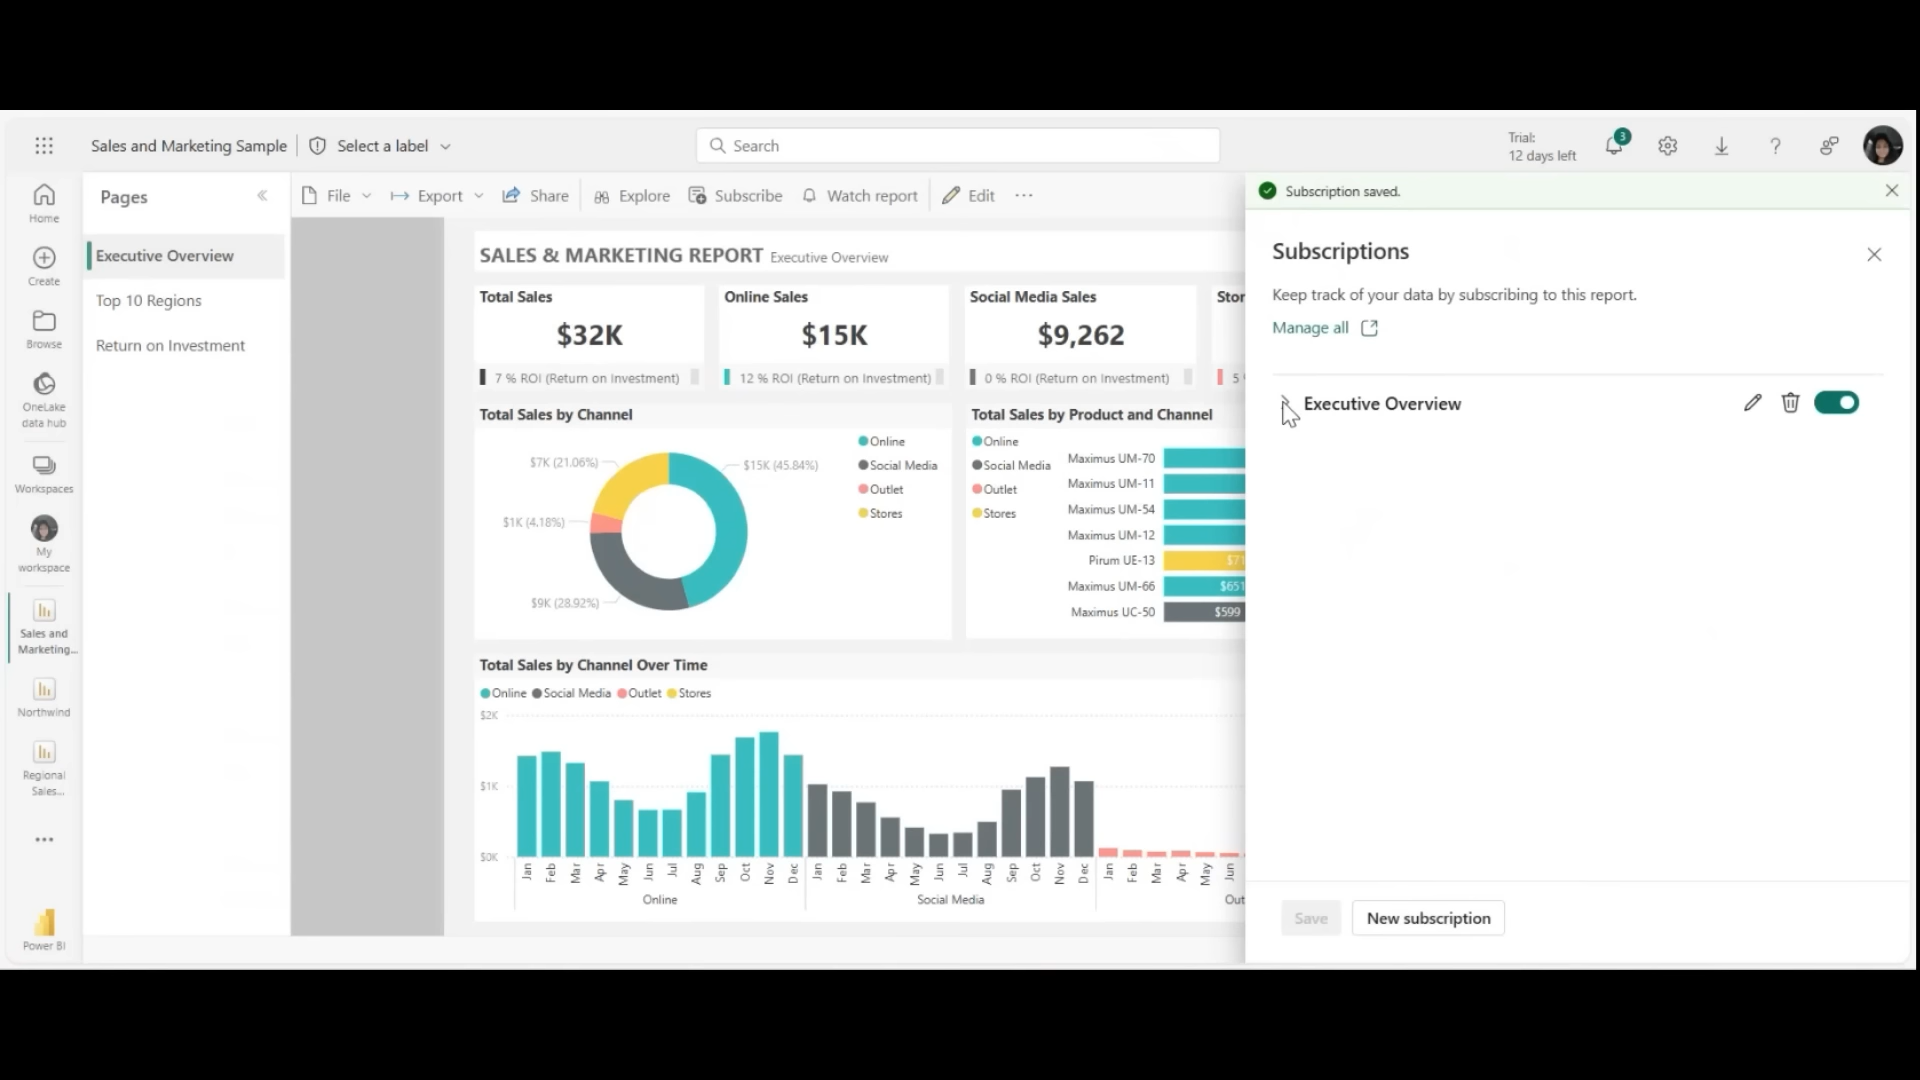 Sales and Marketing Sample
Select a label
Search
Trial:
12 days left
3
Home
Create
Browse
OneLake
data hub
Workspaces
My
workspace
Sales and
Marketing...
Northwind
Regional
Sales...
Power BI
Pages
Executive Overview
Top 10 Regions
Return on Investment
File
Export
Share
Explore
Subscribe
Watch report
Edit
SALES & MARKETING REPORT Executive Overview
Total Sales
$32K
7 % ROI (Return on Investment)
Online Sales
$15K
12 % ROI (Return on Investment)
Social Media Sales
$9,262
0 % ROI (Return on Investment)
Stor
5
Total Sales by Channel
$7K (21.06%)
$15K (45.84%)
$1K (4.18%)
$9K (28.92%)
Online
Social Media
Outlet
Stores
Total Sales by Product and Channel
Online
Social Media
Outlet
Stores
Maximus UM-70
Maximus UM-11
Maximus UM-54
Maximus UM-12
Pirum UE-13
$71
Maximus UM-66
$651
Maximus UC-50
$599
Total Sales by Channel Over Time
Online Social Media Outlet Stores
$2K
$1K
$0K
Jan Feb Mar Apr May Jun Jul Aug Sep Oct Nov Dec Jan Feb Mar Apr May Jun Jul Aug Sep Oct Nov Dec Jan Feb Mar Apr May Jun
Online Social Media Out
Subscription saved.
Subscriptions
Keep track of your data by subscribing to this report.
Manage all
Executive Overview
Save
New subscription